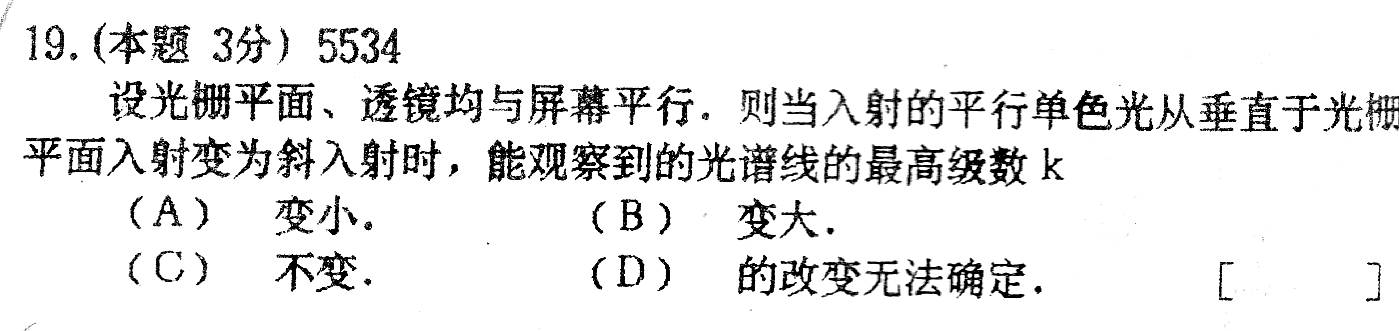 19.(本题 3分) 5534
设光栅平面、透镜均与屏幕平行. 则当入射的平行单色光从垂直于光栅
平面入射变为斜入射时，能观察到的光谱线的最高级数 k
(A) 变小. (B) 变大.
(C) 不变. (D) 的改变无法确定. [ ]